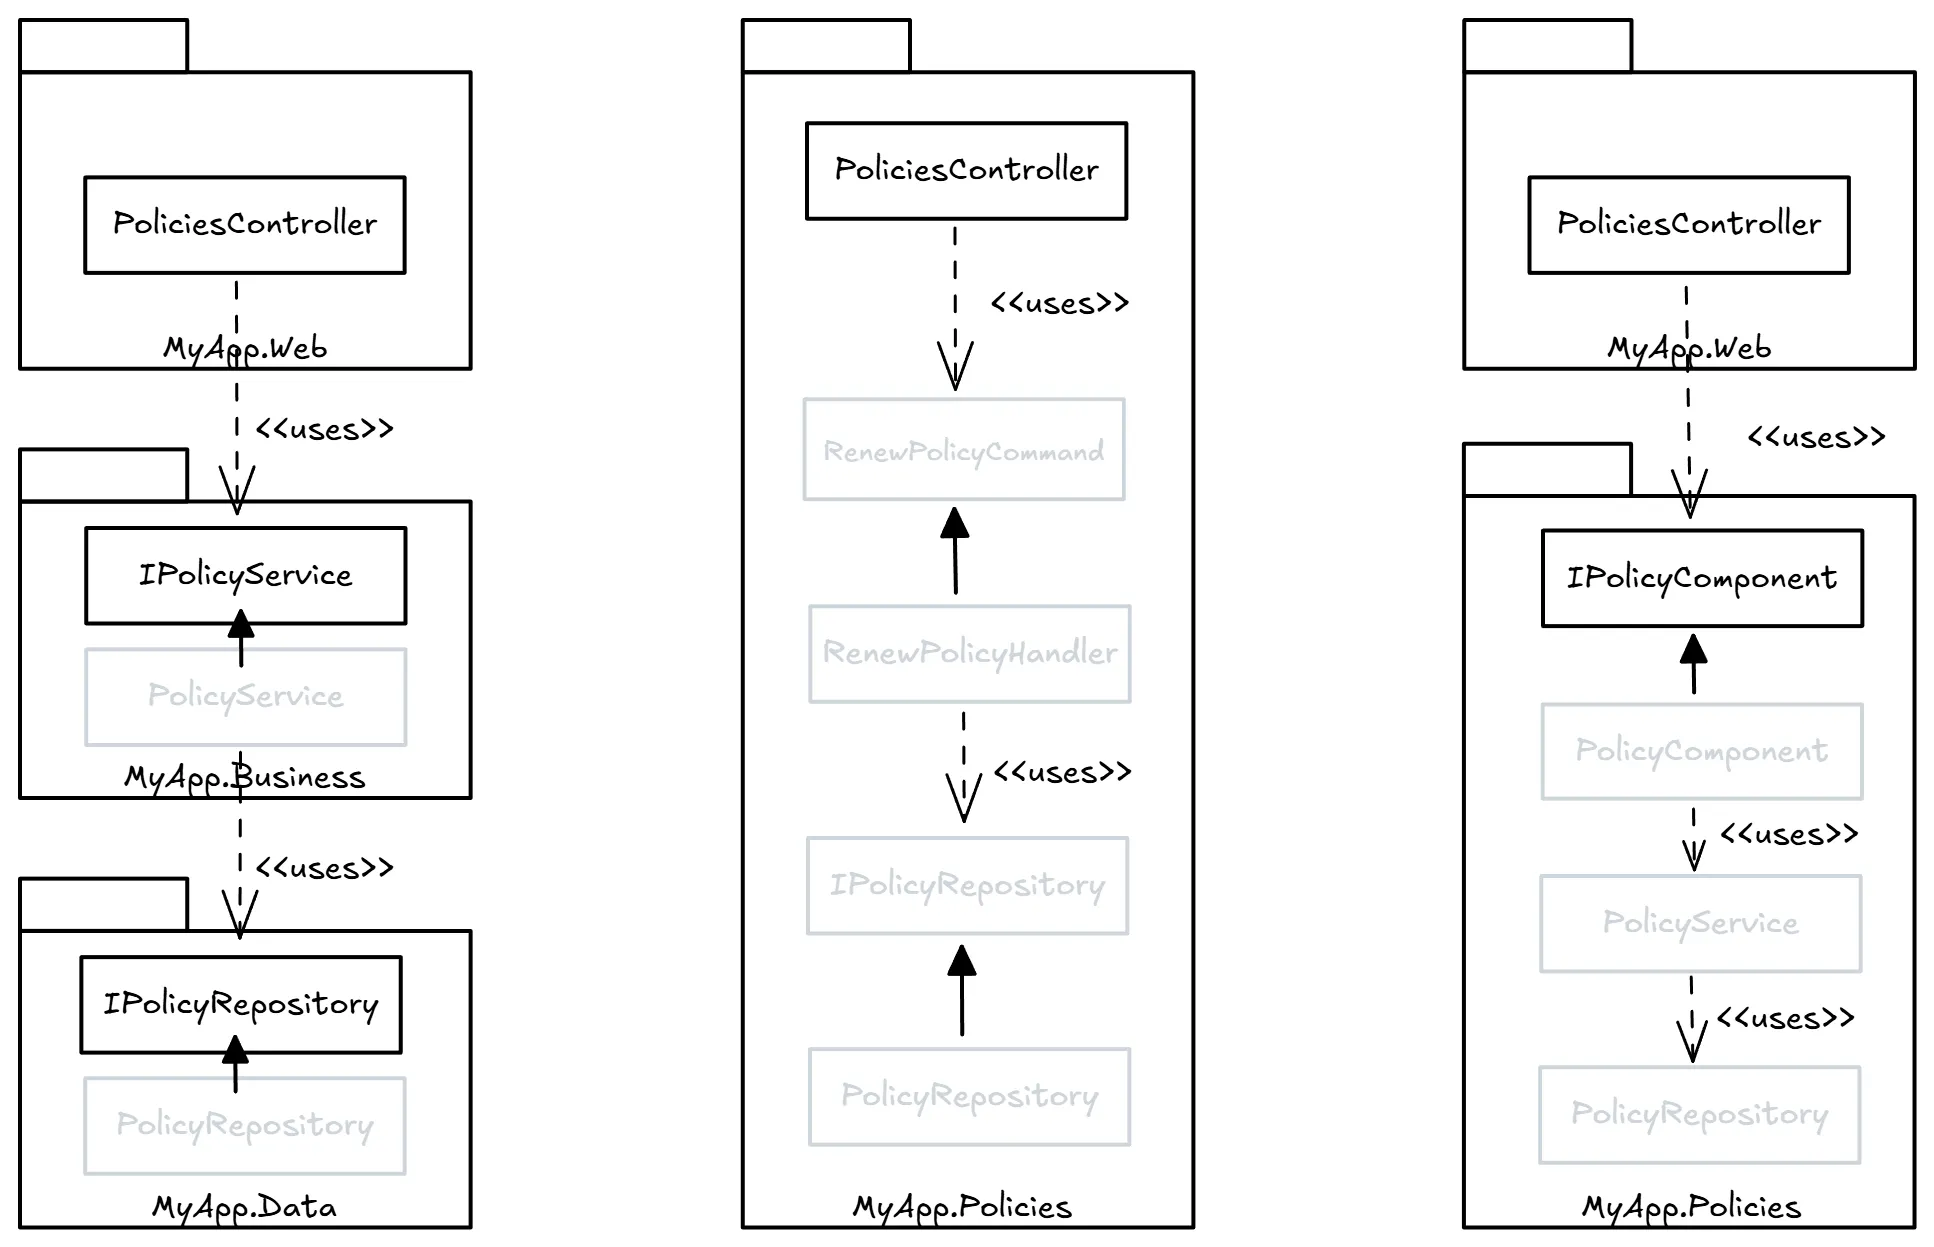 PoliciesController
MyApp.Web
<<uses>>
IPolicyService
PolicyService
MyApp.Business
<<uses>>
IPolicyRepository
PolicyRepository
MyApp.Data
PoliciesController
<<uses>>
RenewPolicyCommand
RenewPolicyHandler
<<uses>>
IPolicyRepository
PolicyRepository
MyApp.Policies
PoliciesController
MyApp.Web
<<uses>>
IPolicyComponent
PolicyComponent
<<uses>>
PolicyService
<<uses>>
PolicyRepository
MyApp.Policies